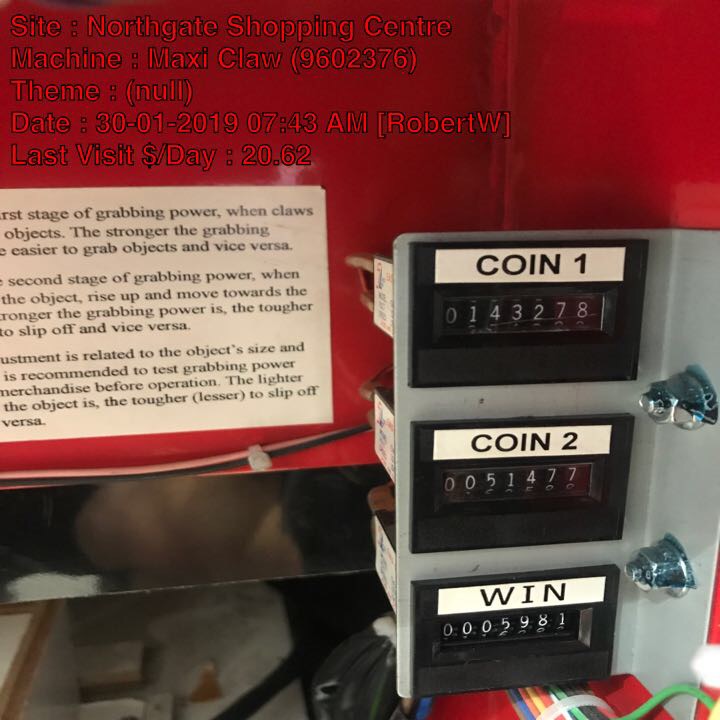 Site : Northgate Shopping Centre
Machine : Maxi Claw (9602376)
Theme : (null)
Date : 30-01-2019 07:43 AM [RobertW]
Last Visit $/Day : 20.62
rst stage of grabbing power, when claws
objects. The stronger the grabbing
e easier to grab objects and vice versa.
second stage of grabbing power, when
the object, rise up and move towards the
ronger the grabbing power is, the tougher
to slip off and vice versa.
ustment is related to the object's size and
is recommended to test grabbing power
merchandise before operation. The lighter
the object is, the tougher (lesser) to slip off
versa.
COIN 1
0143278
COIN 2
0051477
WIN
0005981